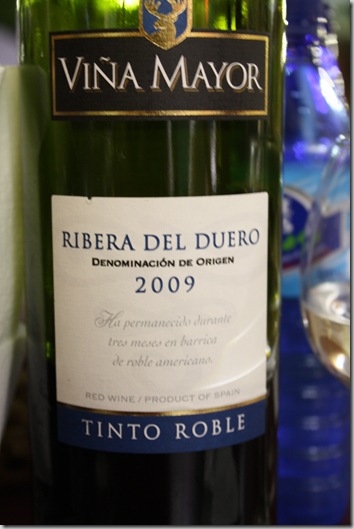 VIÑA MAYOR
RIBERA DEL DUERO
DENOMINACIÓN DE ORIGEN
2009
Ha permanecido durante
tres meses en barrica
de roble americano.
RED WINE / PRODUCT OF SPAIN
TINTO ROBLE